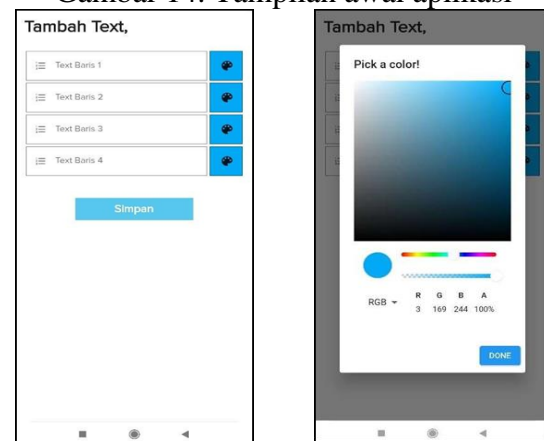 Gambar 14. Tampilan awal aplikasi
Tambah Text,
Text Baris 1
Text Baris 2
Text Baris 3
Text Baris 4
Simpan
Tambah Text,
Pick a color!
RGB
R G B A
3 169 244 100%
DONE